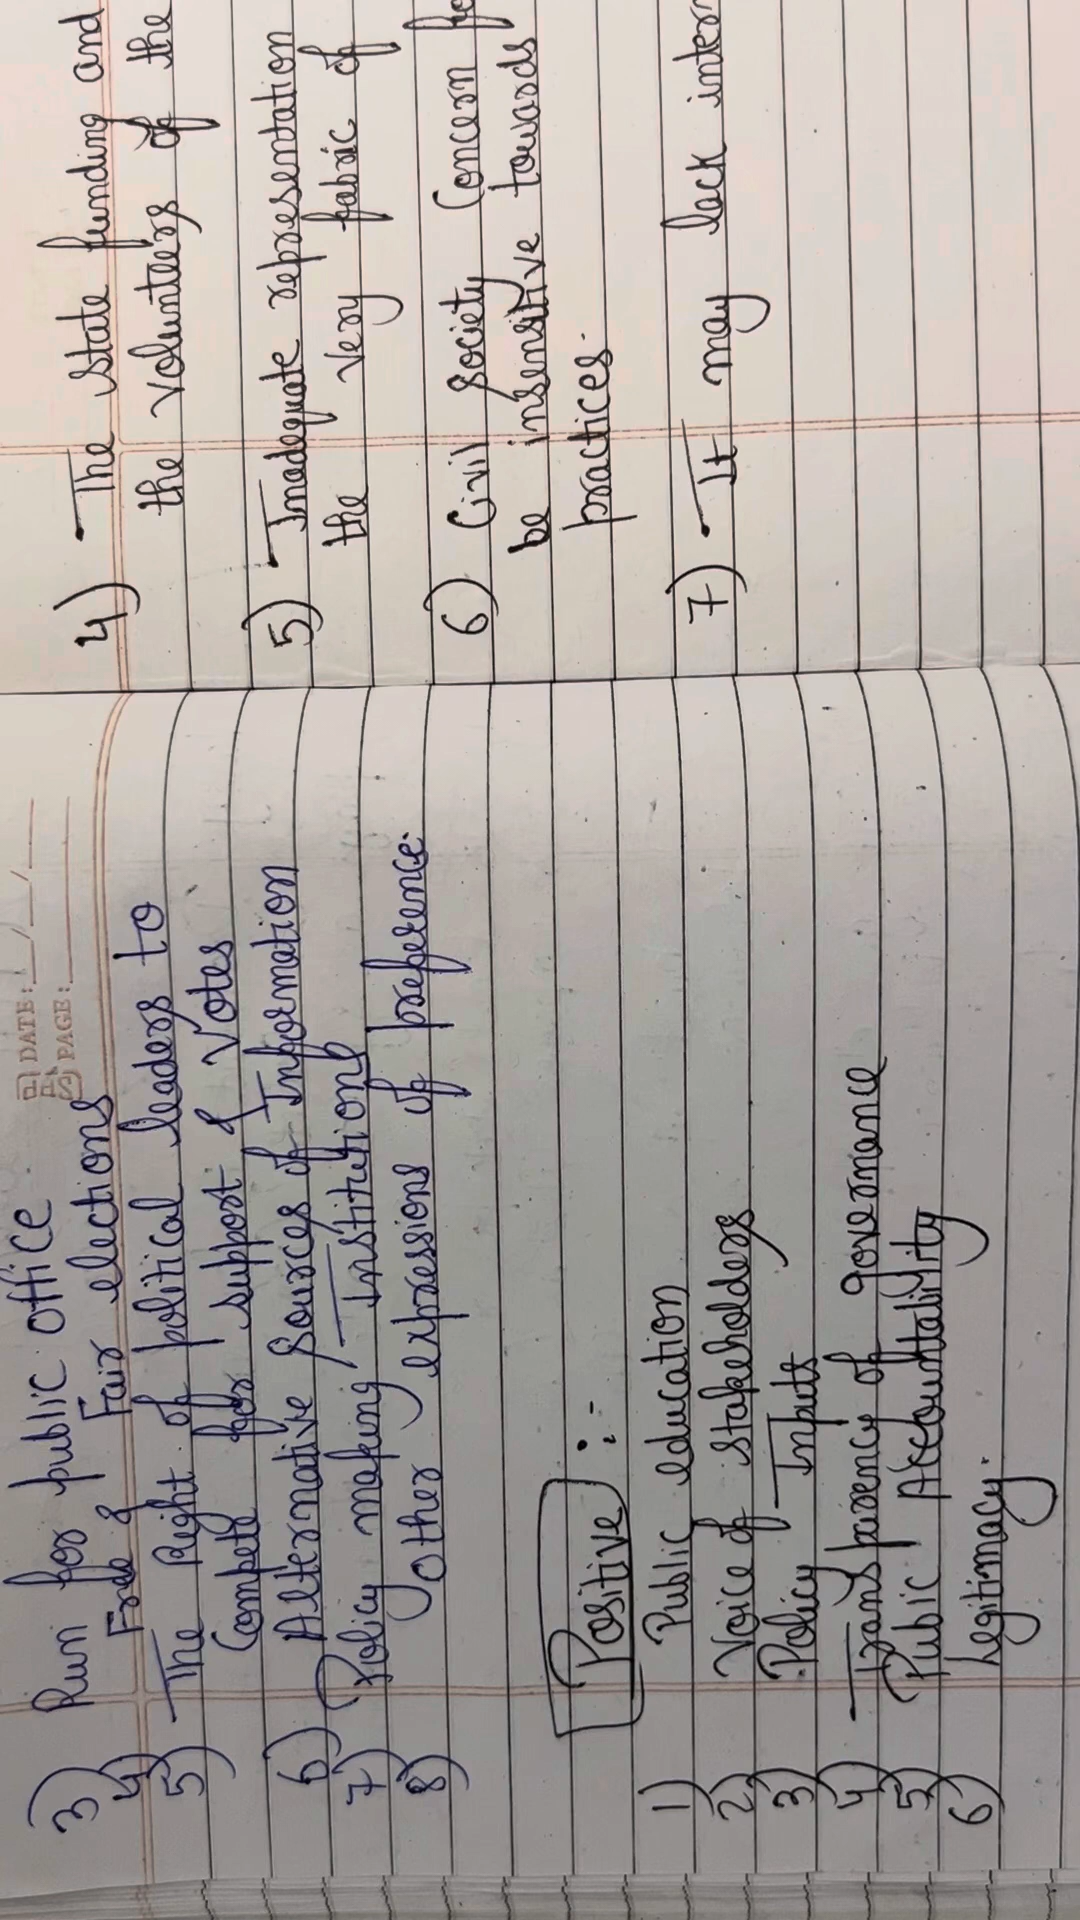 DATE:
PAGE:
3) Run for public office
4) Free & Fair elections
5) The Right of political leaders to
Compete for support & Votes
6) Alternative Sources of Information
7) Policy making Institutions
8) Other expressions of preference.
Positive :-
1) Public education
2) Voice of Stakeholders
3) Policy Inputs
4) Transparency of governance
5) Public Accountability
6) Legitimacy.
4) The State funding and
the volunteers of the
5) Inadequate representation
the very fabric of
6) Civil society Concern
be insensitive towards
practices.
7) It may lack